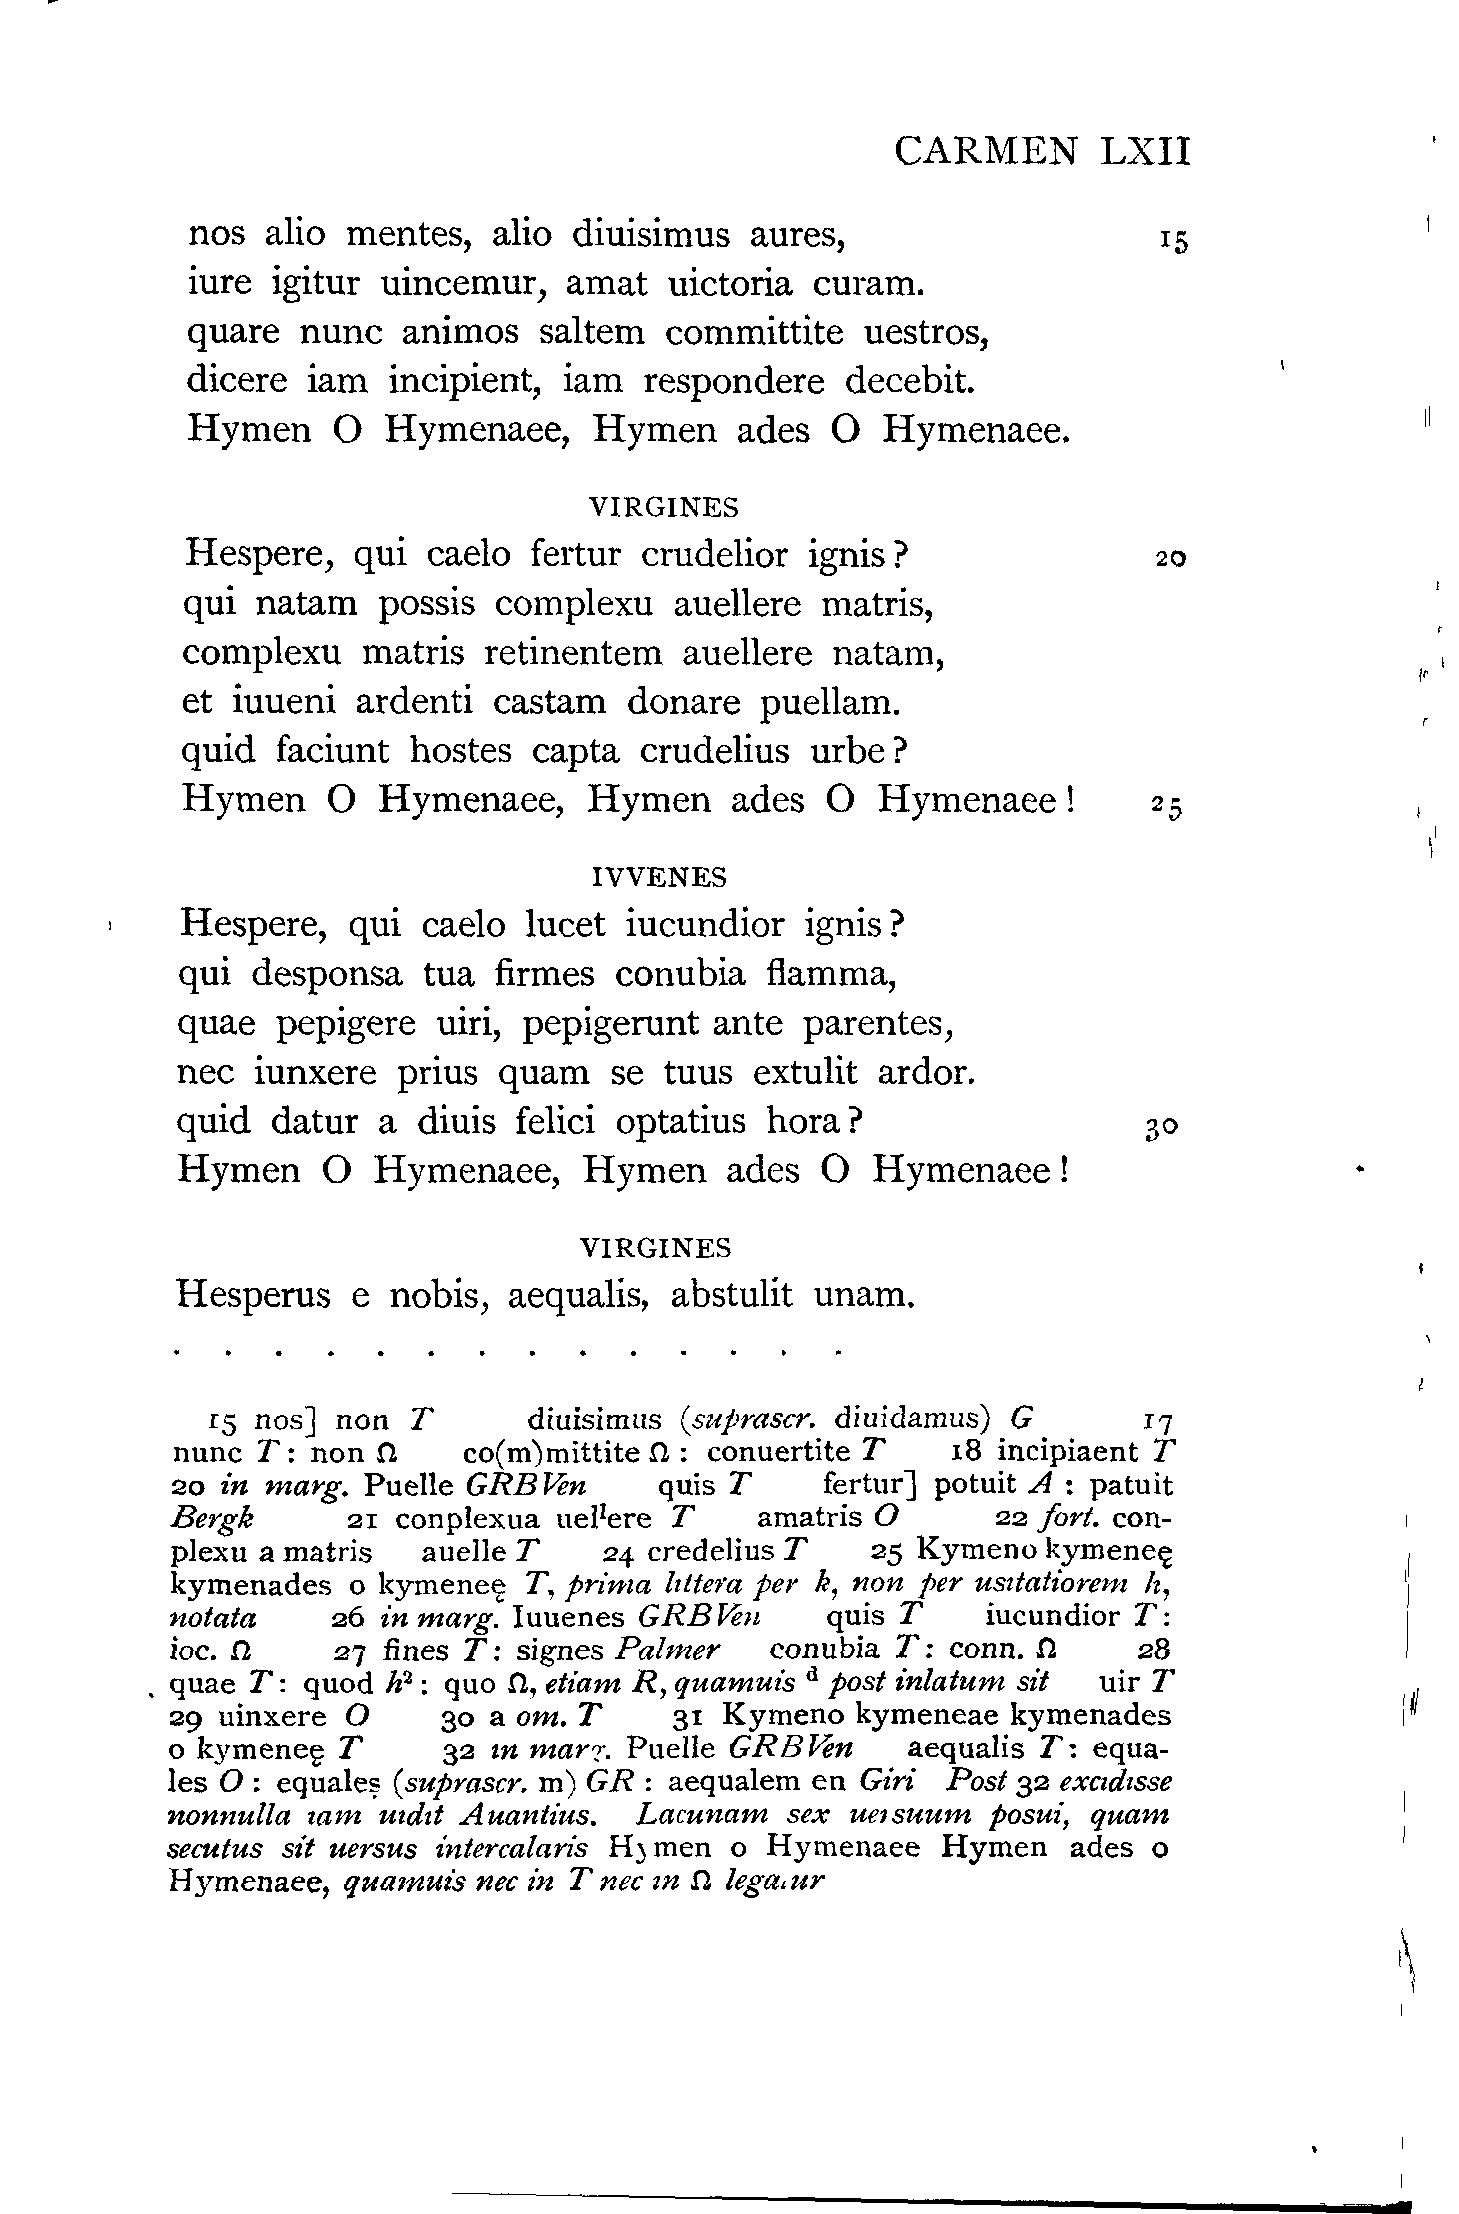 CARMEN LXII
nos alio mentes, alio diuisimus aures, 15
iure igitur uincemur, amat uictoria curam.
quare nunc animos saltem committite uestros,
dicere iam incipient, iam respondere decebit.
Hymen O Hymenaee, Hymen ades O Hymenaee.
VIRGINES
Hespere, qui caelo fertur crudelior ignis? 20
qui natam possis complexu auellere matris,
complexu matris retinentem auellere natam,
et iuueni ardenti castam donare puellam.
quid faciunt hostes capta crudelius urbe?
Hymen O Hymenaee, Hymen ades O Hymenaee! 25
IVVENES
Hespere, qui caelo lucet iucundior ignis?
qui desponsa tua firmes conubia flamma,
quae pepigere uiri, pepigerunt ante parentes,
nec iunxere prius quam se tuus extulit ardor.
quid datur a diuis felici optatius hora? 30
Hymen O Hymenaee, Hymen ades O Hymenaee!
VIRGINES
Hesperus e nobis, aequalis, abstulit unam.
. . . . . . . . . . . . . .
15 nos] non T diuisimus (suprascr. diuidamus) G 17
nunc T: non Ω co(m)mittite Ω : conuertite T 18 incipiaent T
20 in marg. Puelle GRBVen quis T fertur] potuit A : patuit
Bergk 21 conplexua uelˡere T amatris O 22 fort. con-
plexu a matris auelle T 24 credelius T 25 Kymeno kymeneę
kymenades o kymeneę T, prima littera per k, non per usitatiorem h,
notata 26 in marg. Iuuenes GRBVen quis T iucundior T:
ioc. Ω 27 fines T: signes Palmer conubia T: conn. Ω 28
quae T: quod h²: quo Ω, etiam R, quamuis ᵈ post inlatum sit uir T
29 uinxere O 30 a om. T 31 Kymeno kymeneae kymenades
o kymeneę T 32 in marg. Puelle GRBVen aequalis T: equa-
les O : equaleṣ (suprascr. m) GR : aequalem en Giri Post 32 excidisse
nonnulla iam uidit Auantius. Lacunam sex uersuum posui, quam
secutus sit uersus intercalaris Hymen o Hymenaee Hymen ades o
Hymenaee, quamuis nec in T nec in Ω legatur